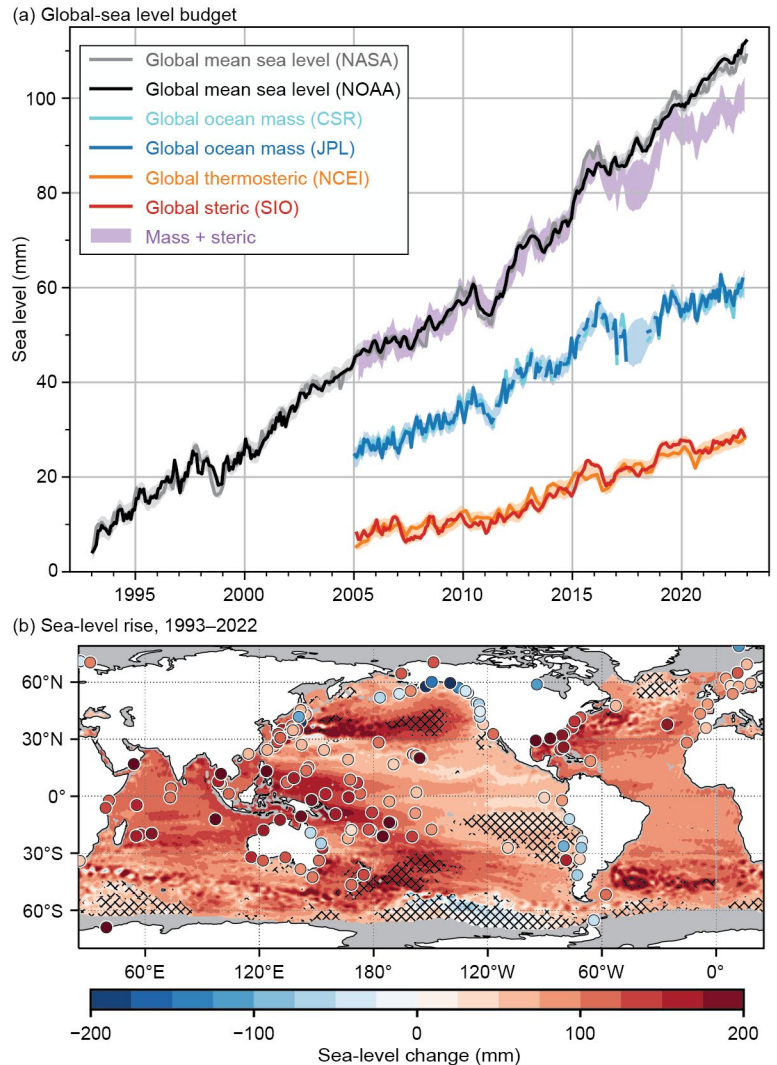 (a) Global-sea level budget
Global mean sea level (NASA)
Global mean sea level (NOAA)
Global ocean mass (CSR)
Global ocean mass (JPL)
Global thermosteric (NCEI)
Global steric (SIO)
Mass + steric
Sea level (mm)
100
80
60
40
20
0
1995 2000 2005 2010 2015 2020
(b) Sea-level rise, 1993–2022
60°N
30°N
0°
30°S
60°S
60°E 120°E 180° 120°W 60°W 0°
−200 −100 0 100 200
Sea-level change (mm)